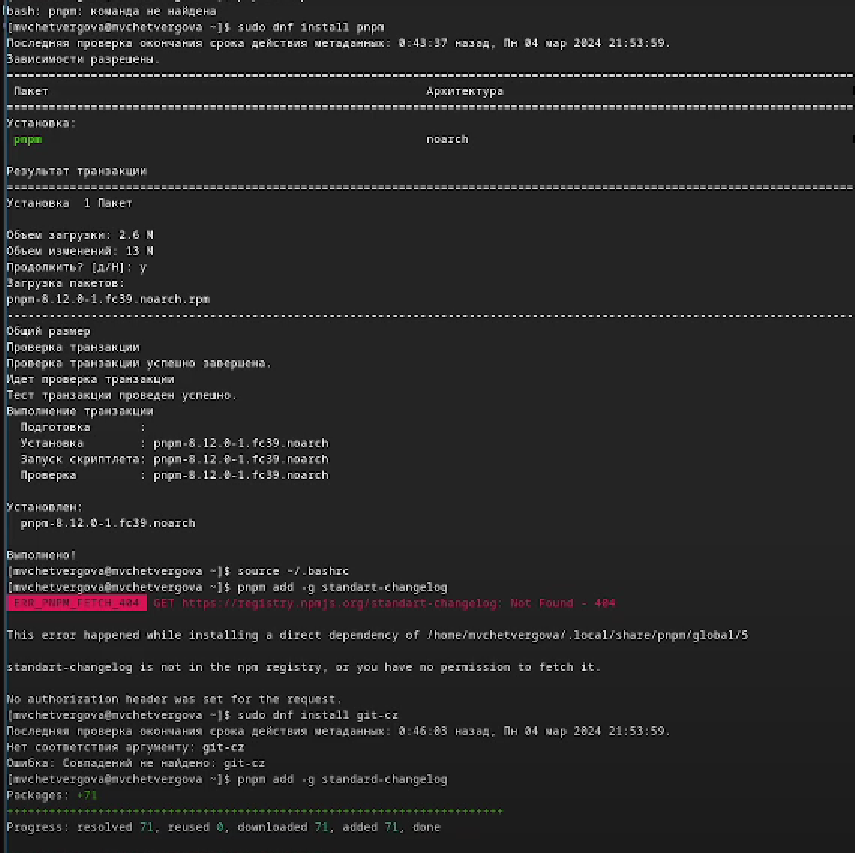 bash: pnpm: команда не найдена
[mvchetvergova@mvchetvergova ~]$ sudo dnf install pnpm
Последняя проверка окончания срока действия метаданных: 0:43:37 назад, Пн 04 мар 2024 21:53:59.
Зависимости разрешены.
Пакет Архитектура
Установка:
pnpm noarch
Результат транзакции
Установка 1 Пакет
Объем загрузки: 2.6 M
Объем изменений: 13 M
Продолжить? [д/Н]: y
Загрузка пакетов:
pnpm-8.12.0-1.fc39.noarch.rpm
Общий размер
Проверка транзакции
Проверка транзакции успешно завершена.
Идет проверка транзакции
Тест транзакции проведен успешно.
Выполнение транзакции
Подготовка :
Установка : pnpm-8.12.0-1.fc39.noarch
Запуск скриптлета: pnpm-8.12.0-1.fc39.noarch
Проверка : pnpm-8.12.0-1.fc39.noarch
Установлен:
pnpm-8.12.0-1.fc39.noarch
Выполнено!
[mvchetvergova@mvchetvergova ~]$ source ~/.bashrc
[mvchetvergova@mvchetvergova ~]$ pnpm add -g standart-changelog
ERR_PNPM_FETCH_404 GET https://registry.npmjs.org/standart-changelog: Not Found - 404
This error happened while installing a direct dependency of /home/mvchetvergova/.local/share/pnpm/global/5
standart-changelog is not in the npm registry, or you have no permission to fetch it.
No authorization header was set for the request.
[mvchetvergova@mvchetvergova ~]$ sudo dnf install git-cz
Последняя проверка окончания срока действия метаданных: 0:46:03 назад, Пн 04 мар 2024 21:53:59.
Нет соответствия аргументу: git-cz
Ошибка: Совпадений не найдено: git-cz
[mvchetvergova@mvchetvergova ~]$ pnpm add -g standard-changelog
Packages: +71
+++++++++++++++++++++++++++++++++++++++++++++++++++++++++++++++++++++++
Progress: resolved 71, reused 0, downloaded 71, added 71, done